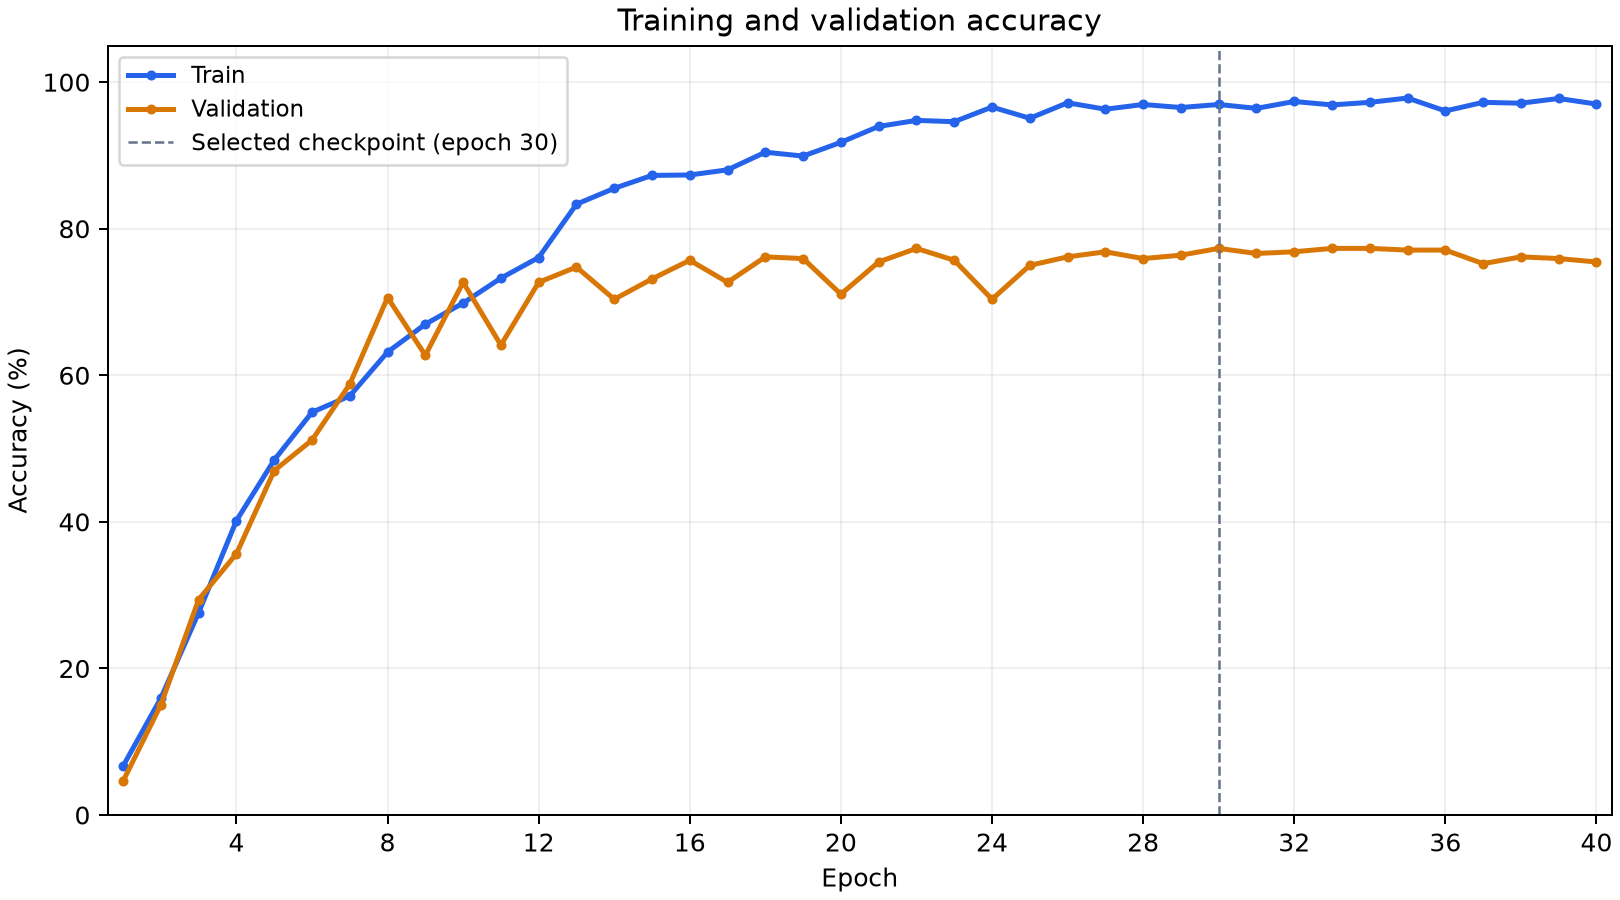 Training and validation accuracy
Train
Validation
Selected checkpoint (epoch 30)
Accuracy (%)
100
80
60
40
20
0
4 8 12 16 20 24 28 32 36 40
Epoch